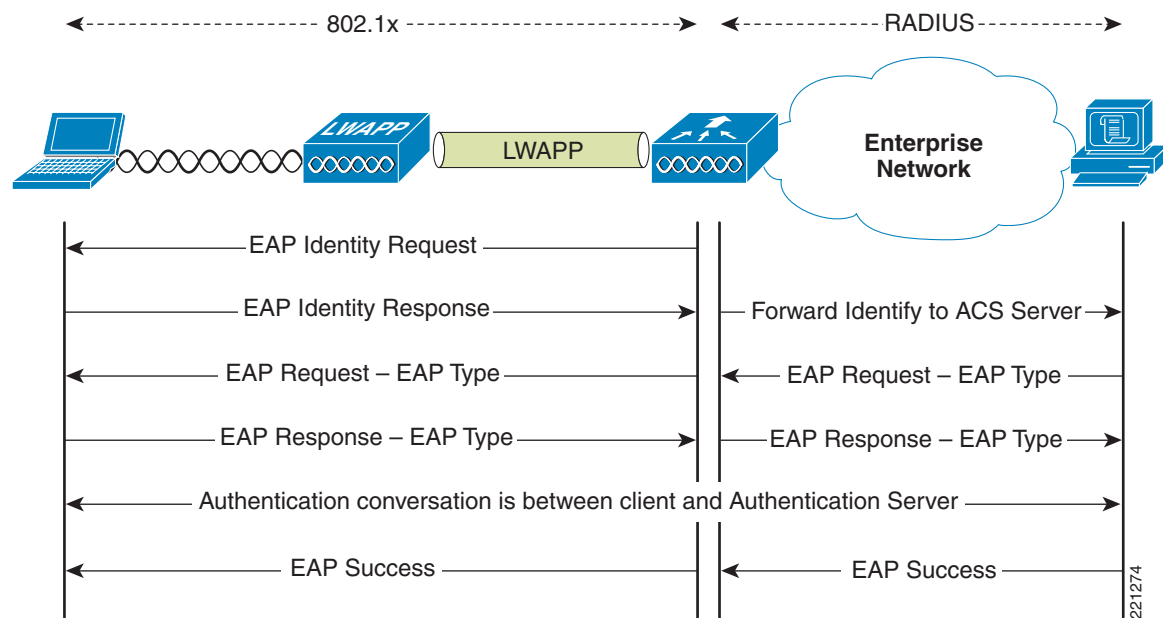 802.1x
RADIUS
LWAPP
LWAPP
Enterprise
Network
EAP Identity Request
EAP Identity Response
Forward Identify to ACS Server
EAP Request – EAP Type
EAP Request – EAP Type
EAP Response – EAP Type
EAP Response – EAP Type
Authentication conversation is between client and Authentication Server
EAP Success
EAP Success
221274